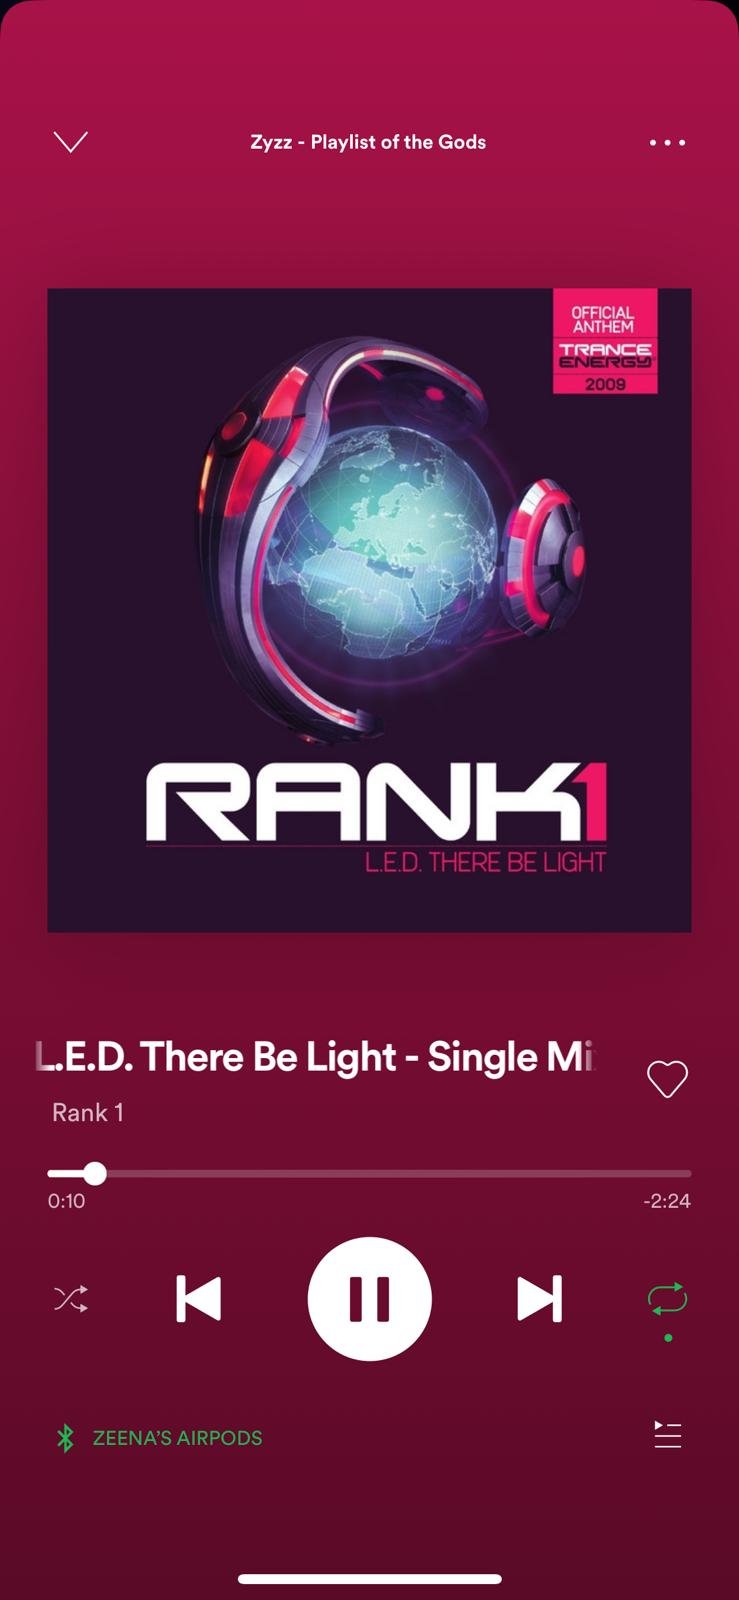 Zyzz - Playlist of the Gods
OFFICIAL
ANTHEM
TRANCE
ENERGY
2009
RANK1
L.E.D. THERE BE LIGHT
L.E.D. There Be Light - Single Mi
Rank 1
0:10
-2:24
ZEENA'S AIRPODS